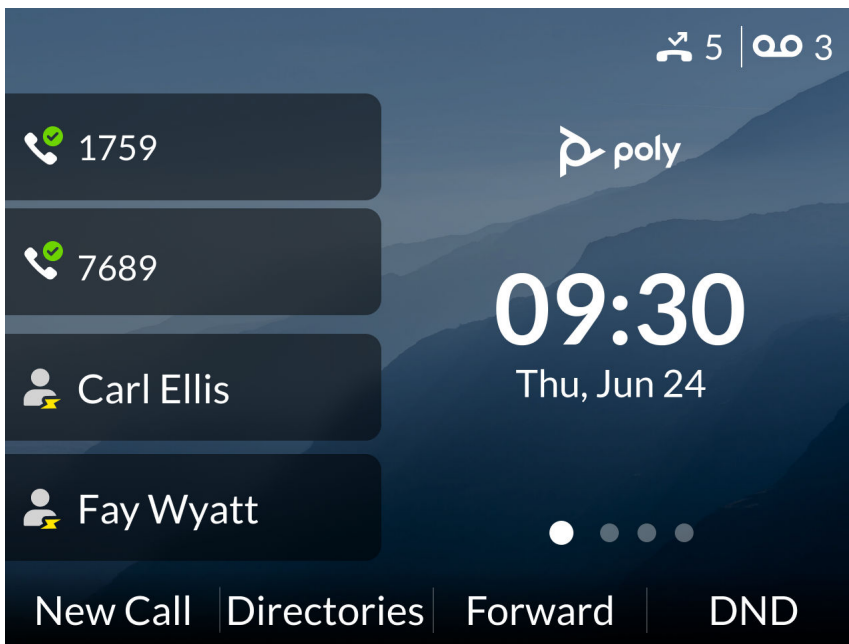 5 3
1759
poly
7689
09:30
Thu, Jun 24
Carl Ellis
Fay Wyatt
New Call Directories Forward DND